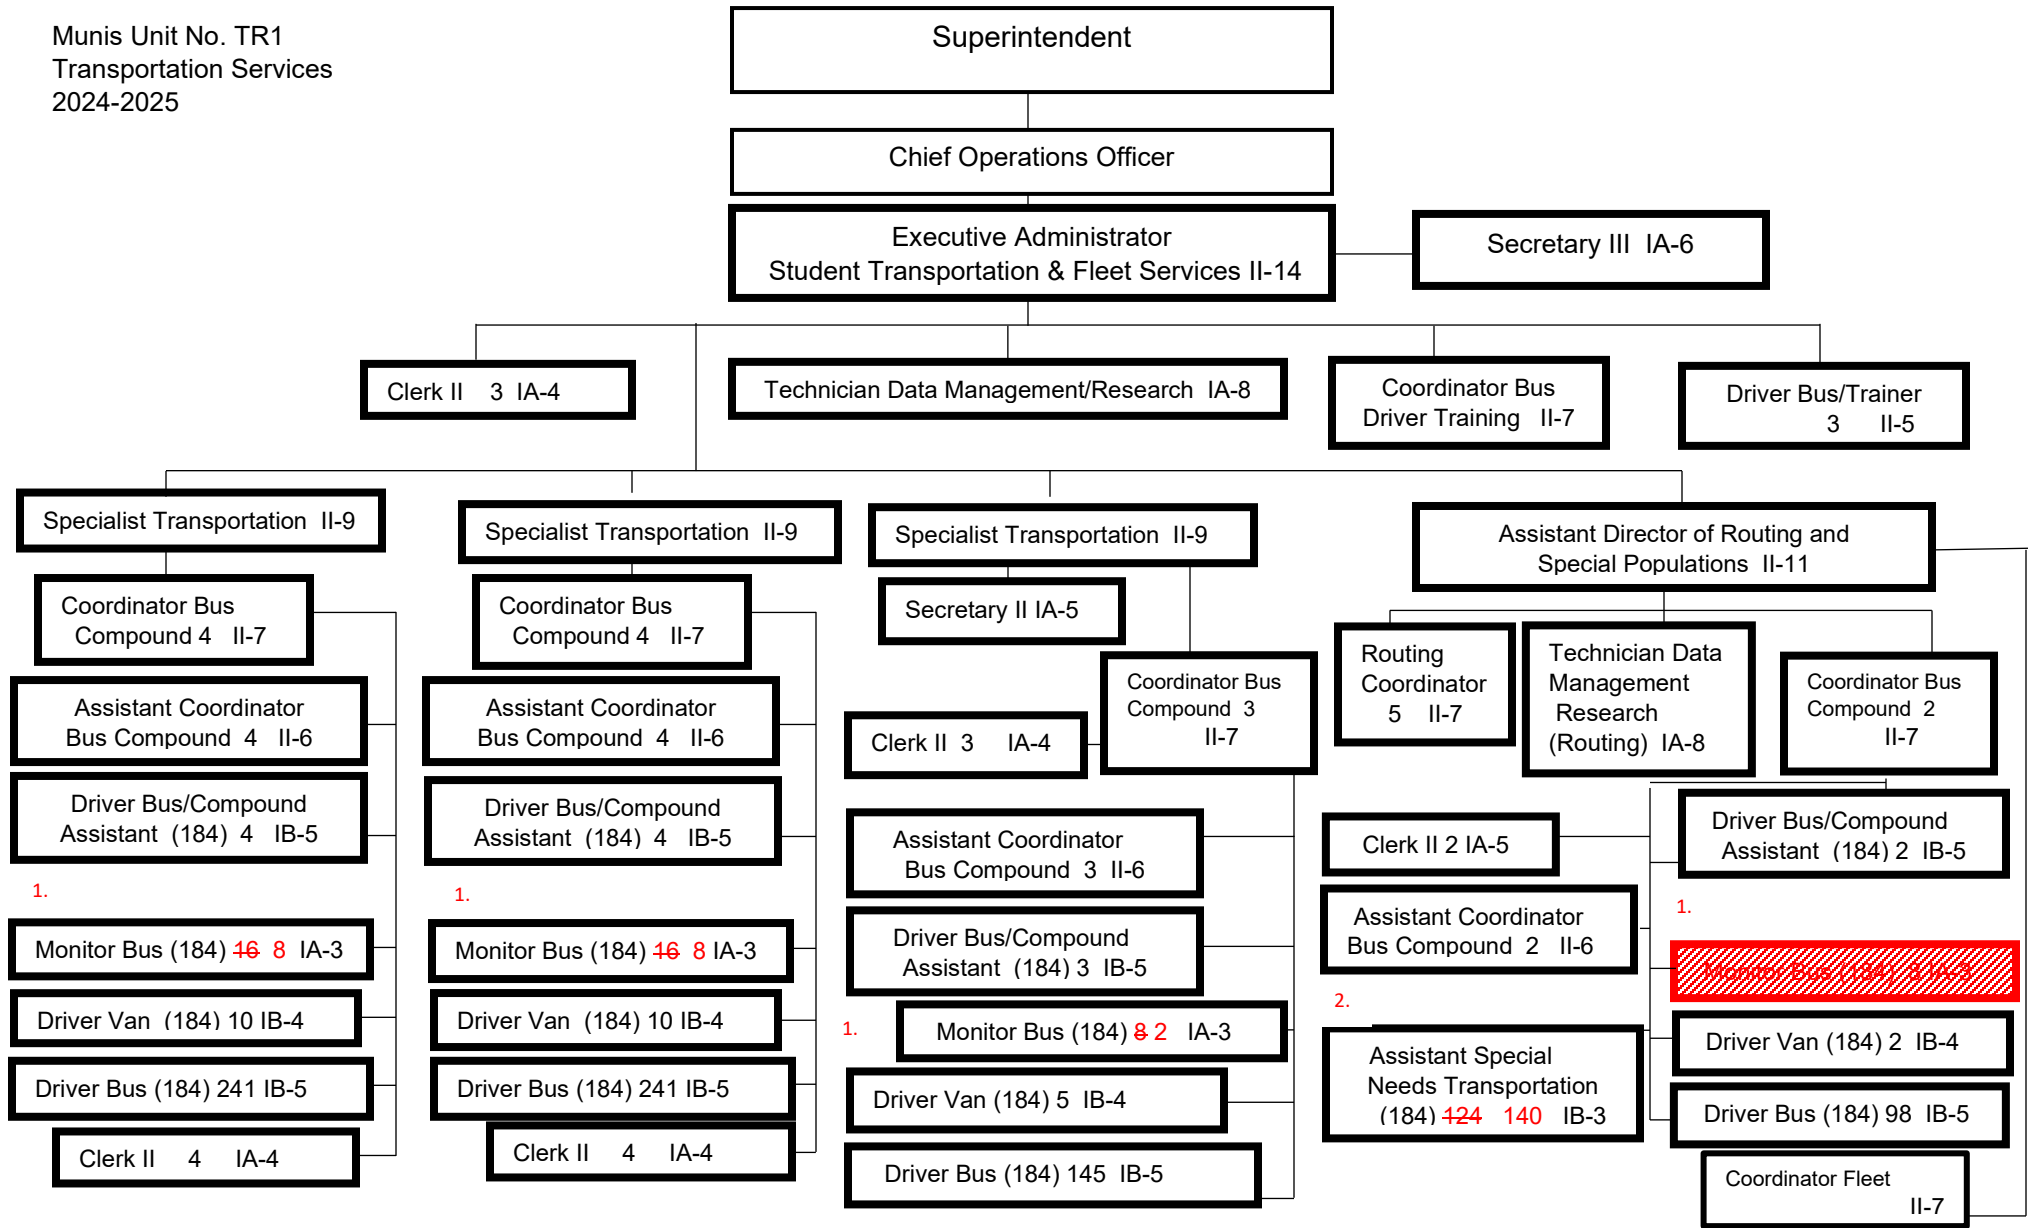 Munis Unit No. TR1
Transportation Services
2024-2025
Superintendent
Chief Operations Officer
Executive Administrator
Student Transportation & Fleet Services II-14
Secretary III IA-6
Clerk II 3 IA-4
Technician Data Management/Research IA-8
Coordinator Bus
Driver Training II-7
Driver Bus/Trainer
3 II-5
Specialist Transportation II-9
Coordinator Bus
Compound 4 II-7
Assistant Coordinator
Bus Compound 4 II-6
Driver Bus/Compound
Assistant (184) 4 IB-5
1.
Monitor Bus (184) 16 8 IA-3
Driver Van (184) 10 IB-4
Driver Bus (184) 241 IB-5
Clerk II 4 IA-4
Specialist Transportation II-9
Coordinator Bus
Compound 4 II-7
Assistant Coordinator
Bus Compound 4 II-6
Driver Bus/Compound
Assistant (184) 4 IB-5
1.
Monitor Bus (184) 16 8 IA-3
Driver Van (184) 10 IB-4
Driver Bus (184) 241 IB-5
Clerk II 4 IA-4
Specialist Transportation II-9
Secretary II IA-5
Coordinator Bus
Compound 3
II-7
Clerk II 3 IA-4
Assistant Coordinator
Bus Compound 3 II-6
Driver Bus/Compound
Assistant (184) 3 IB-5
1.
Monitor Bus (184) 8 2 IA-3
Driver Van (184) 5 IB-4
Driver Bus (184) 145 IB-5
Assistant Director of Routing and
Special Populations II-11
Routing
Coordinator
5 II-7
Technician Data
Management
Research
(Routing) IA-8
Coordinator Bus
Compound 2
II-7
Clerk II 2 IA-5
Assistant Coordinator
Bus Compound 2 II-6
2.
Assistant Special
Needs Transportation
(184) 124 140 IB-3
Driver Bus/Compound
Assistant (184) 2 IB-5
1.
Monitor Bus (184) 8 IA-3
Driver Van (184) 2 IB-4
Driver Bus (184) 98 IB-5
Coordinator Fleet
II-7